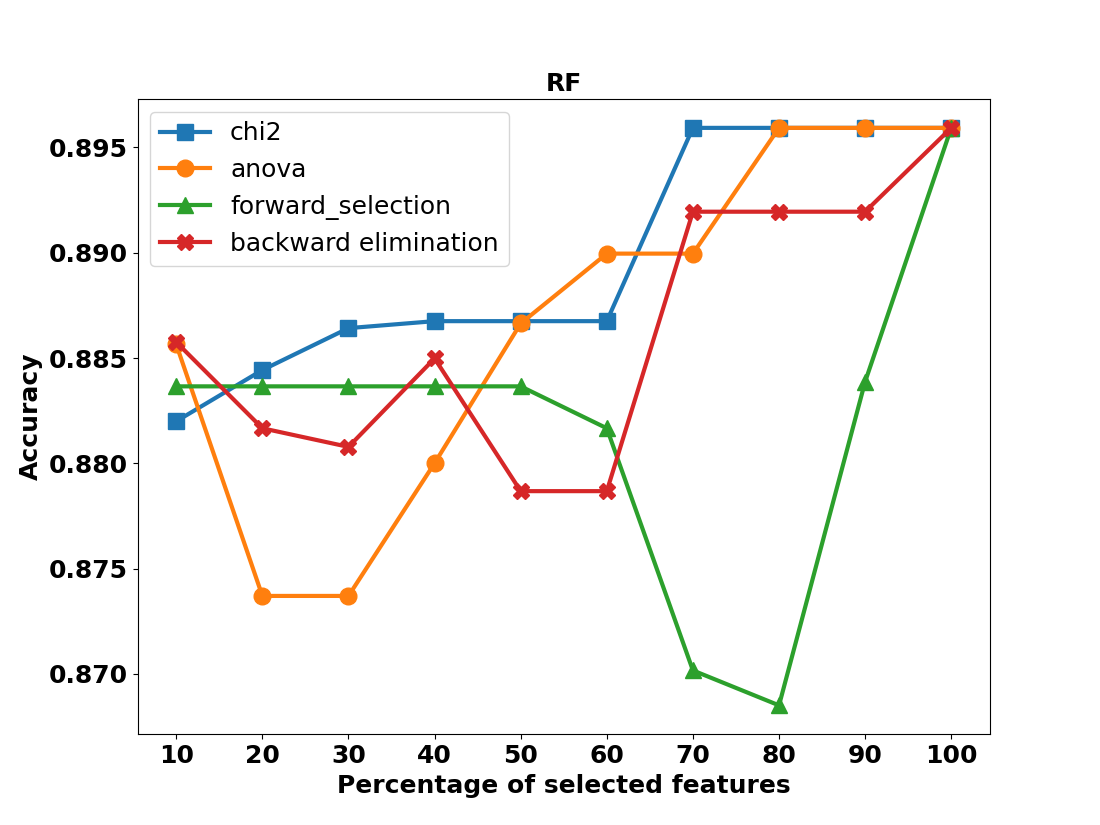 RF
chi2
anova
forward_selection
backward elimination
0.895
0.890
0.885
0.880
0.875
0.870
Accuracy
10 20 30 40 50 60 70 80 90 100
Percentage of selected features